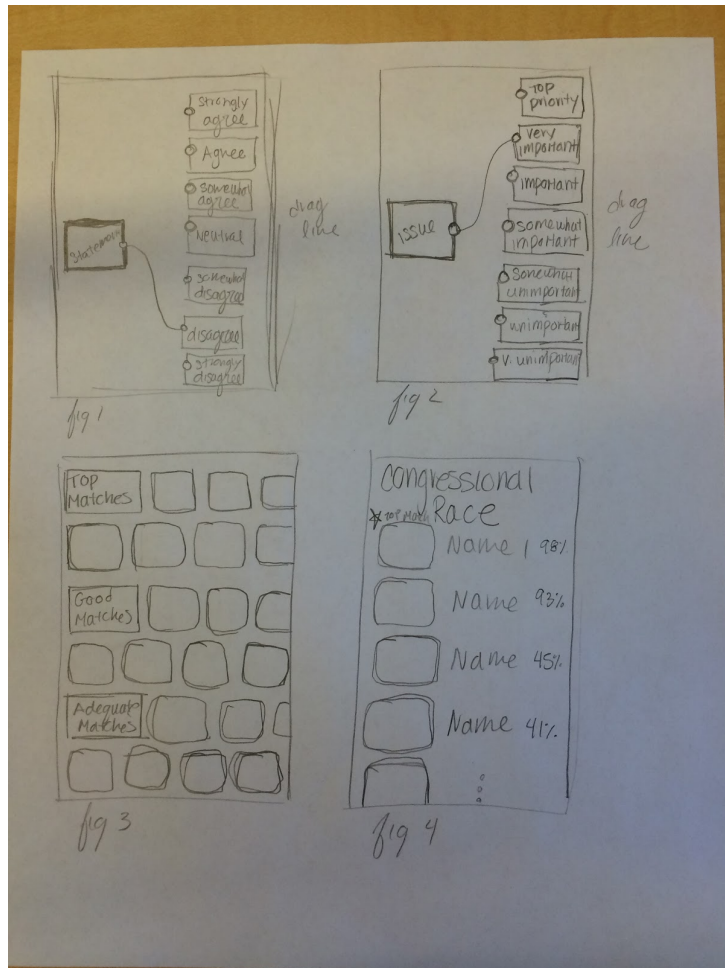 strongly
agree
Agree
somewhat
agree
Neutral
Statement
somewhat
disagree
disagree
strongly
disagree
drag
line
fig 1
TOP
priority
very
important
important
issue
somewhat
important
somewhat
unimportant
unimportant
v. unimportant
drag
line
fig 2
TOP
Matches
Good
Matches
Adequate
Matches
fig 3
Congressional
Race
TOP Match
Name 98%
Name 93%
Name 45%
Name 41%
fig 4